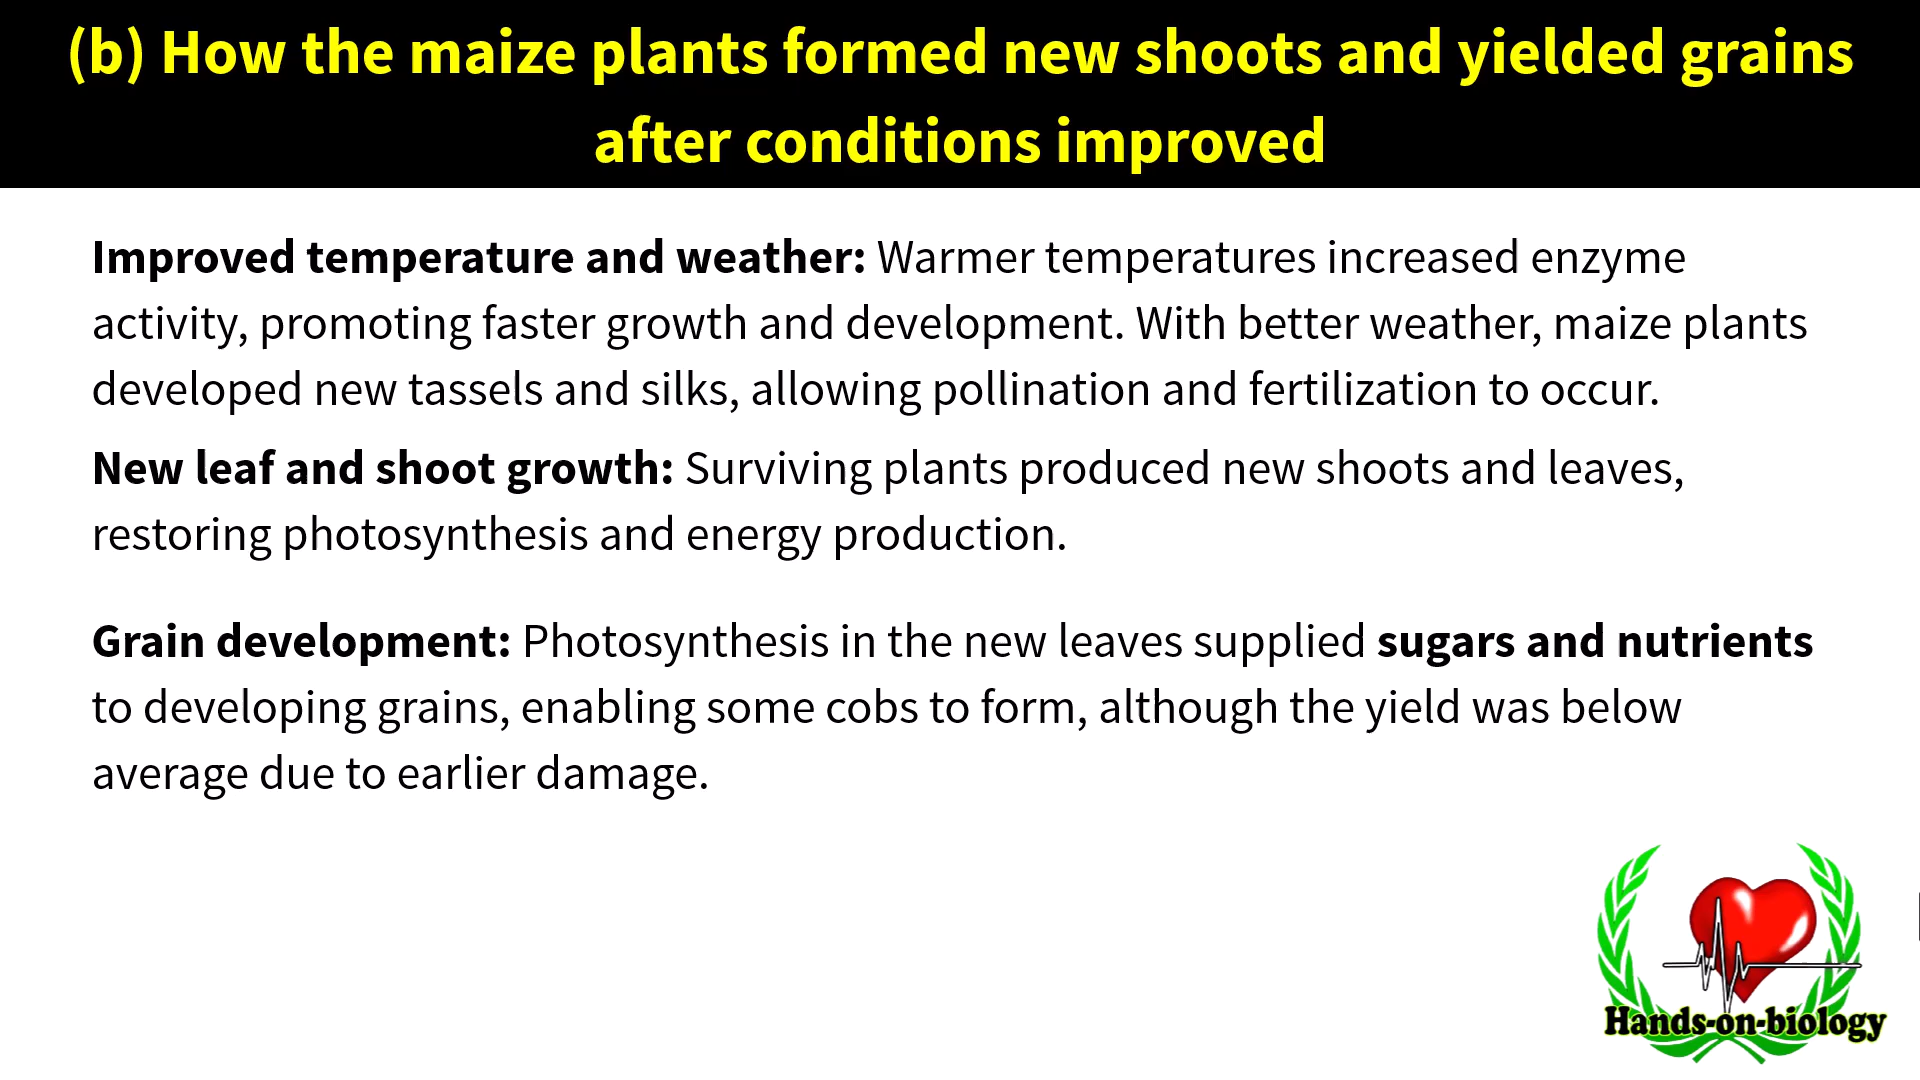 (b) How the maize plants formed new shoots and yielded grains
after conditions improved
Improved temperature and weather: Warmer temperatures increased enzyme
activity, promoting faster growth and development. With better weather, maize plants
developed new tassels and silks, allowing pollination and fertilization to occur.
New leaf and shoot growth: Surviving plants produced new shoots and leaves,
restoring photosynthesis and energy production.
Grain development: Photosynthesis in the new leaves supplied sugars and nutrients
to developing grains, enabling some cobs to form, although the yield was below
average due to earlier damage.
Hands-on-biology